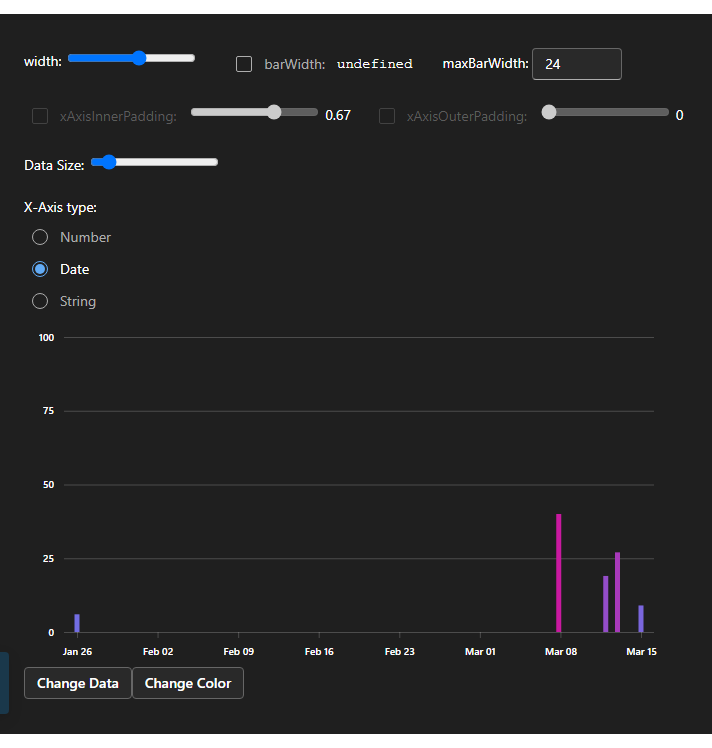 width: barWidth: undefined maxBarWidth: 24
xAxisInnerPadding: 0.67 xAxisOuterPadding: 0
Data Size:
X-Axis type:
Number
Date
String
100
75
50
25
0
Jan 26 Feb 02 Feb 09 Feb 16 Feb 23 Mar 01 Mar 08 Mar 15
Change Data Change Color